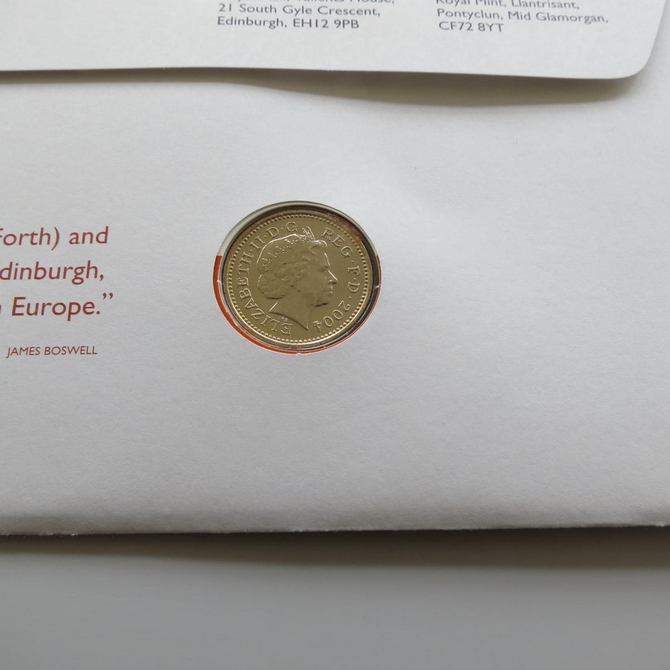 House,
21 South Gyle Crescent,
Edinburgh, EH12 9PB
Royal Mint, Llantrisant,
Pontyclun, Mid Glamorgan,
CF72 8YT
Forth) and
dinburgh,
Europe.”
JAMES BOSWELL
ELIZABETH·II·D·G REG·F·D·2004